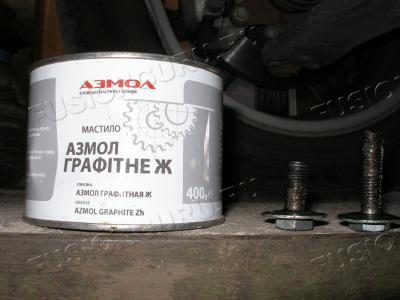 АЗМОЛ
МАСТИЛО
АЗМОЛ
ГРАФІТНЕ Ж
СМАЗКА
АЗМОЛ ГРАФИТНАЯ Ж
GREASE
AZMOL GRAPHITE Zh
400 г